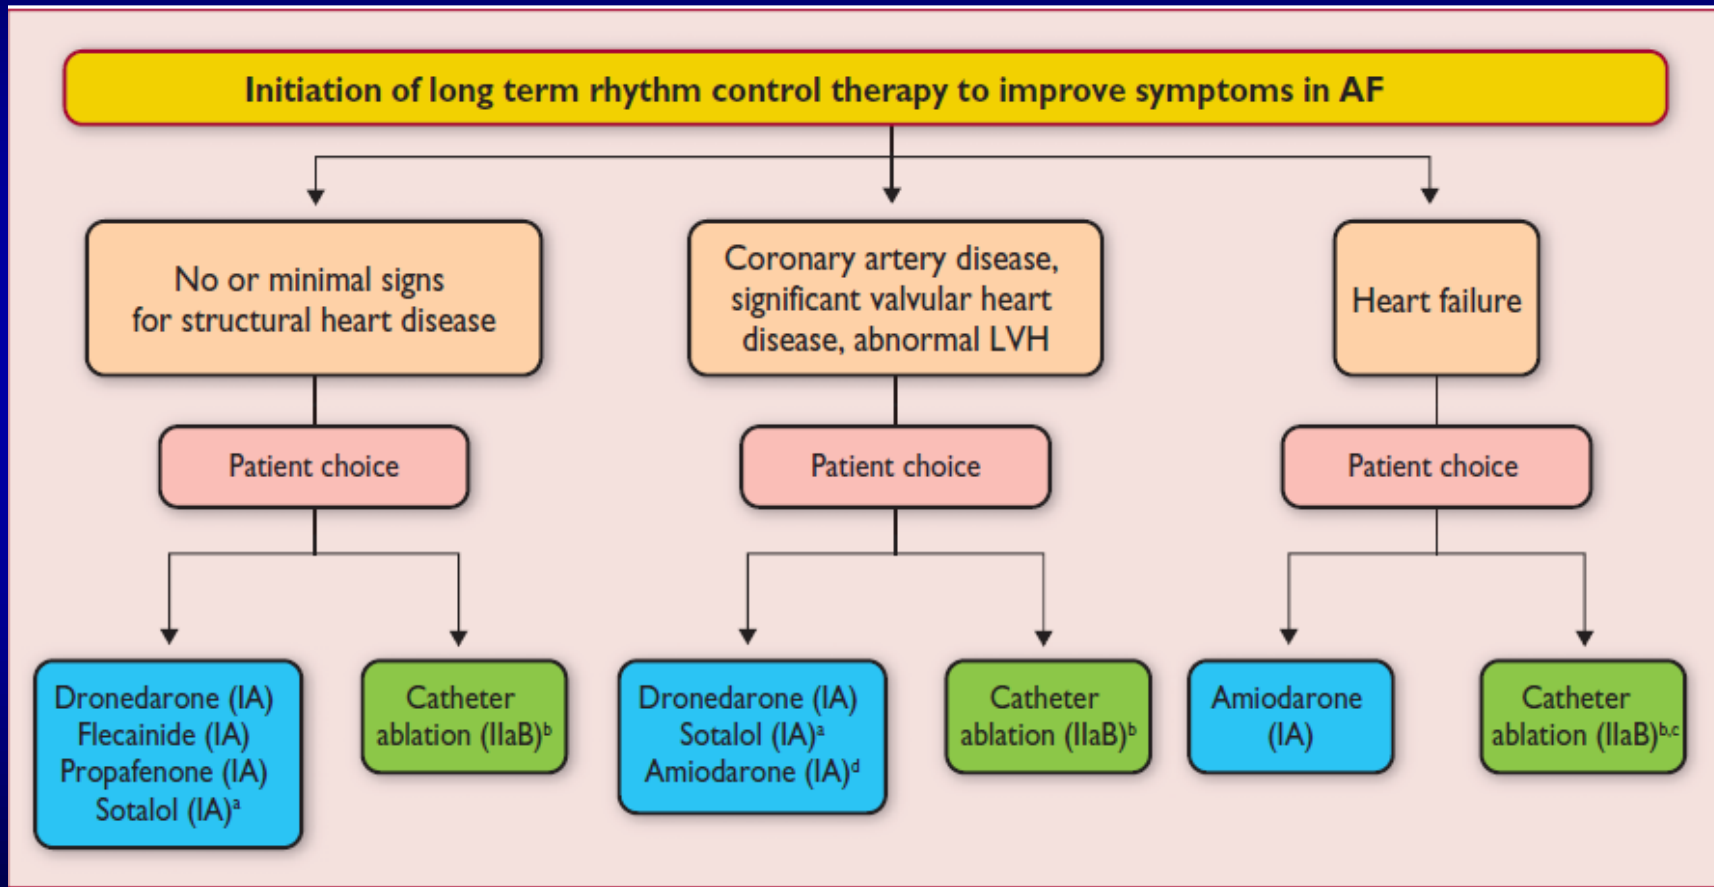 Initiation of long term rhythm control therapy to improve symptoms in AF
No or minimal signs
for structural heart disease
Coronary artery disease,
significant valvular heart
disease, abnormal LVH
Heart failure
Patient choice
Patient choice
Patient choice
Dronedarone (IA)
Flecainide (IA)
Propafenone (IA)
Sotalol (IA)ᵃ
Catheter
ablation (IIaB)ᵇ
Dronedarone (IA)
Sotalol (IA)ᵃ
Amiodarone (IA)ᵈ
Catheter
ablation (IIaB)ᵇ
Amiodarone
(IA)
Catheter
ablation (IIaB)ᵇ,ᶜ